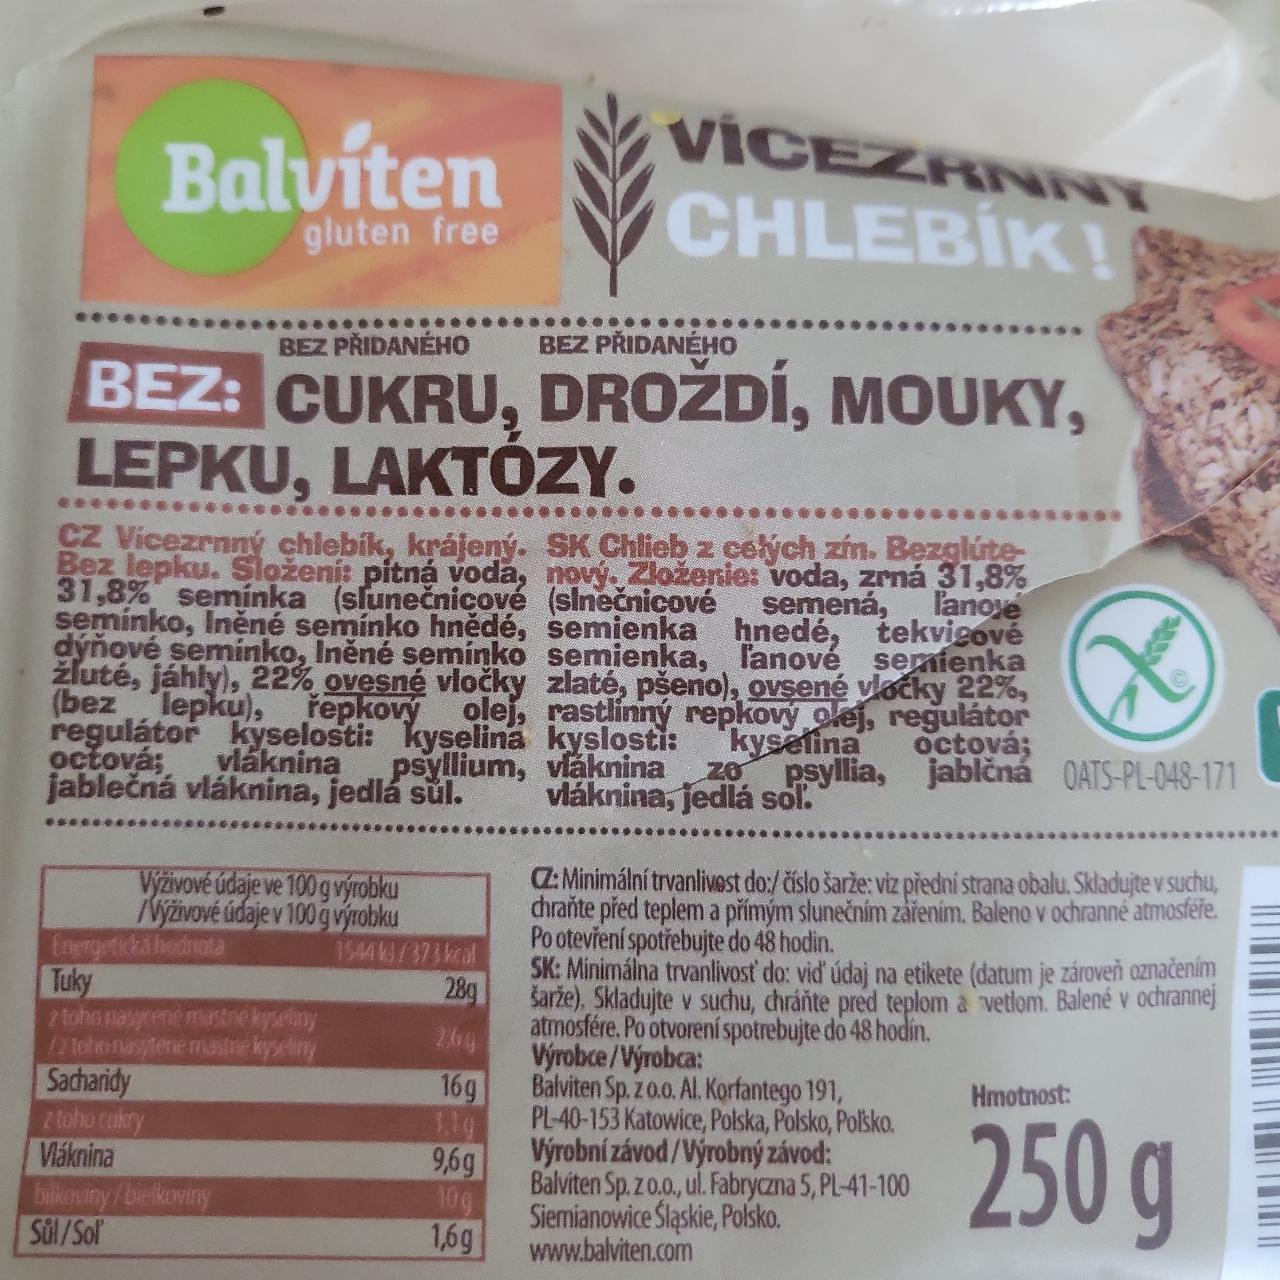 Balviten
gluten free
VÍCEZRNNÝ
CHLEBÍK!
BEZ PŘIDANÉHO BEZ PŘIDANÉHO
BEZ: CUKRU, DROŽDÍ, MOUKY,
LEPKU, LAKTÓZY.
CZ Vícezrnný chlebík, krájený.
Bez lepku. Složení: pitná voda,
31,8% semínka (slunečnicové
semínko, lněné semínko hnědé,
dýňové semínko, lněné semínko
žluté, jáhly), 22% ovesné vločky
(bez lepku), řepkový olej,
regulátor kyselosti: kyselina
octová; vláknina psyllium,
jablečná vláknina, jedlá sůl.
SK Chlieb z celých zŕn. Bezglúte-
nový. Zloženie: voda, zrná 31,8%
(slnečnicové semená, ľanové
semienka hnedé, tekvicové
semienka, ľanové semienka
zlaté, pšeno), ovsené vločky 22%,
rastlinný repkový olej, regulátor
kyslosti: kyselina octová;
vláknina zo psyllia, jablčná
vláknina, jedlá soľ.
©
OATS-PL-048-171
Výživové údaje ve 100 g výrobku
/Výživové údaje v 100 g výrobku
Energetická hodnota 1544 kJ / 373 kcal
Tuky 28g
z toho nasycené mastné kyseliny
/z toho nasýtené mastné kyseliny 2,6g
Sacharidy 16g
z toho cukry 1,1g
Vláknina 9,6g
bílkoviny / bielkoviny 10g
Sůl/Soľ 1,6g
CZ: Minimální trvanlivost do:/ číslo šarže: viz přední strana obalu. Skladujte v suchu,
chraňte před teplem a přímým slunečním zářením. Baleno v ochranné atmosféře.
Po otevření spotřebujte do 48 hodin.
SK: Minimálna trvanlivosť do: viď údaj na etikete (datum je zároveň označením
šarže). Skladujte v suchu, chráňte pred teplom a svetlom. Balené v ochrannej
atmosfére. Po otvorení spotrebujte do 48 hodín.
Výrobce/Výrobca:
Balviten Sp. z o.o. Al. Korfantego 191,
PL-40-153 Katowice, Polska, Polsko, Poľsko.
Výrobní závod / Výrobný závod:
Balviten Sp. z o.o., ul. Fabryczna 5, PL-41-100
Siemianowice Śląskie, Polsko.
www.balviten.com
Hmotnost:
250 g